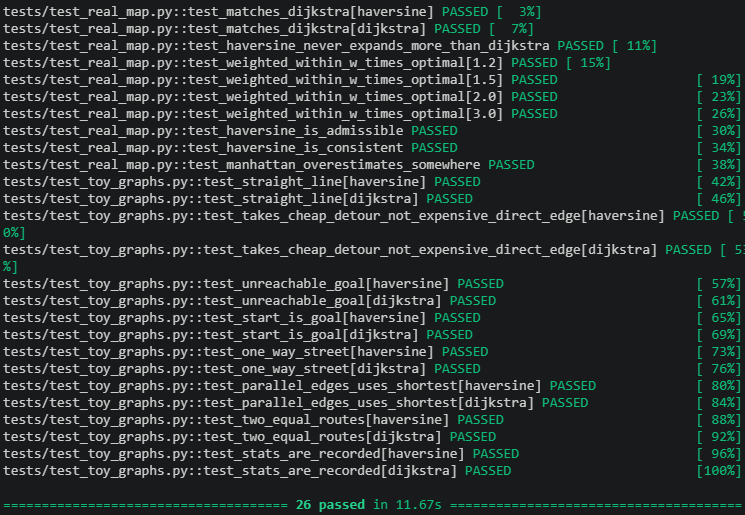 tests/test_real_map.py::test_matches_dijkstra[haversine] PASSED [  3%]
tests/test_real_map.py::test_matches_dijkstra[dijkstra] PASSED [  7%]
tests/test_real_map.py::test_haversine_never_expands_more_than_dijkstra PASSED [ 11%]
tests/test_real_map.py::test_weighted_within_w_times_optimal[1.2] PASSED [ 15%]
tests/test_real_map.py::test_weighted_within_w_times_optimal[1.5] PASSED [ 19%]
tests/test_real_map.py::test_weighted_within_w_times_optimal[2.0] PASSED [ 23%]
tests/test_real_map.py::test_weighted_within_w_times_optimal[3.0] PASSED [ 26%]
tests/test_real_map.py::test_haversine_is_admissible PASSED [ 30%]
tests/test_real_map.py::test_haversine_is_consistent PASSED [ 34%]
tests/test_real_map.py::test_manhattan_overestimates_somewhere PASSED [ 38%]
tests/test_toy_graphs.py::test_straight_line[haversine] PASSED [ 42%]
tests/test_toy_graphs.py::test_straight_line[dijkstra] PASSED [ 46%]
tests/test_toy_graphs.py::test_takes_cheap_detour_not_expensive_direct_edge[haversine] PASSED [ 5
0%]
tests/test_toy_graphs.py::test_takes_cheap_detour_not_expensive_direct_edge[dijkstra] PASSED [ 53
%]
tests/test_toy_graphs.py::test_unreachable_goal[haversine] PASSED [ 57%]
tests/test_toy_graphs.py::test_unreachable_goal[dijkstra] PASSED [ 61%]
tests/test_toy_graphs.py::test_start_is_goal[haversine] PASSED [ 65%]
tests/test_toy_graphs.py::test_start_is_goal[dijkstra] PASSED [ 69%]
tests/test_toy_graphs.py::test_one_way_street[haversine] PASSED [ 73%]
tests/test_toy_graphs.py::test_one_way_street[dijkstra] PASSED [ 76%]
tests/test_toy_graphs.py::test_parallel_edges_uses_shortest[haversine] PASSED [ 80%]
tests/test_toy_graphs.py::test_parallel_edges_uses_shortest[dijkstra] PASSED [ 84%]
tests/test_toy_graphs.py::test_two_equal_routes[haversine] PASSED [ 88%]
tests/test_toy_graphs.py::test_two_equal_routes[dijkstra] PASSED [ 92%]
tests/test_toy_graphs.py::test_stats_are_recorded[haversine] PASSED [ 96%]
tests/test_toy_graphs.py::test_stats_are_recorded[dijkstra] PASSED [100%]
===================================== 26 passed in 11.67s ======================================